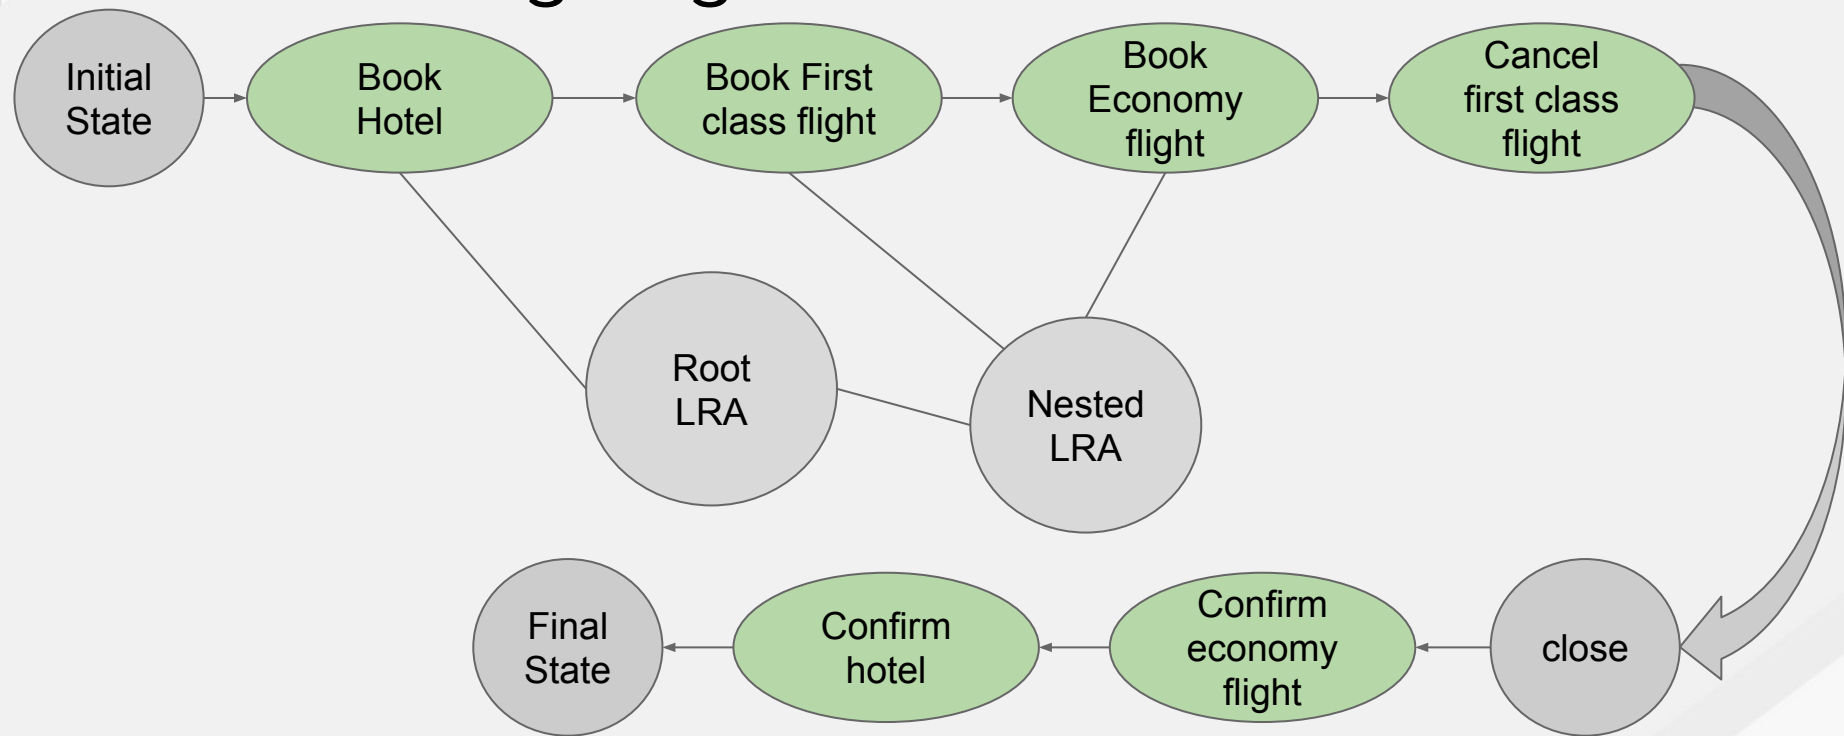 Initial
State
Book
Hotel
Book First
class flight
Book
Economy
flight
Cancel
first class
flight
Root
LRA
Nested
LRA
Final
State
Confirm
hotel
Confirm
economy
flight
close